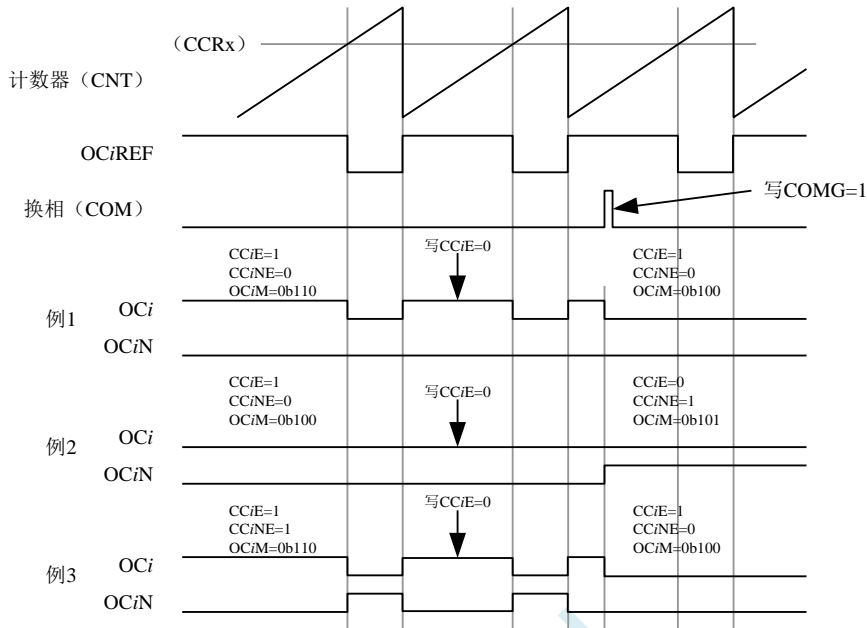 （CCRx）
计数器（CNT）
OCiREF
换相（COM）
写COMG=1
CCiE=1
CCiNE=0
OCiM=0b110
写CCiE=0
CCiE=1
CCiNE=0
OCiM=0b100
例1
OCi
OCiN
CCiE=1
CCiNE=0
OCiM=0b100
写CCiE=0
CCiE=0
CCiNE=1
OCiM=0b101
例2
OCi
OCiN
CCiE=1
CCiNE=1
OCiM=0b110
写CCiE=0
CCiE=1
CCiNE=0
OCiM=0b100
例3
OCi
OCiN